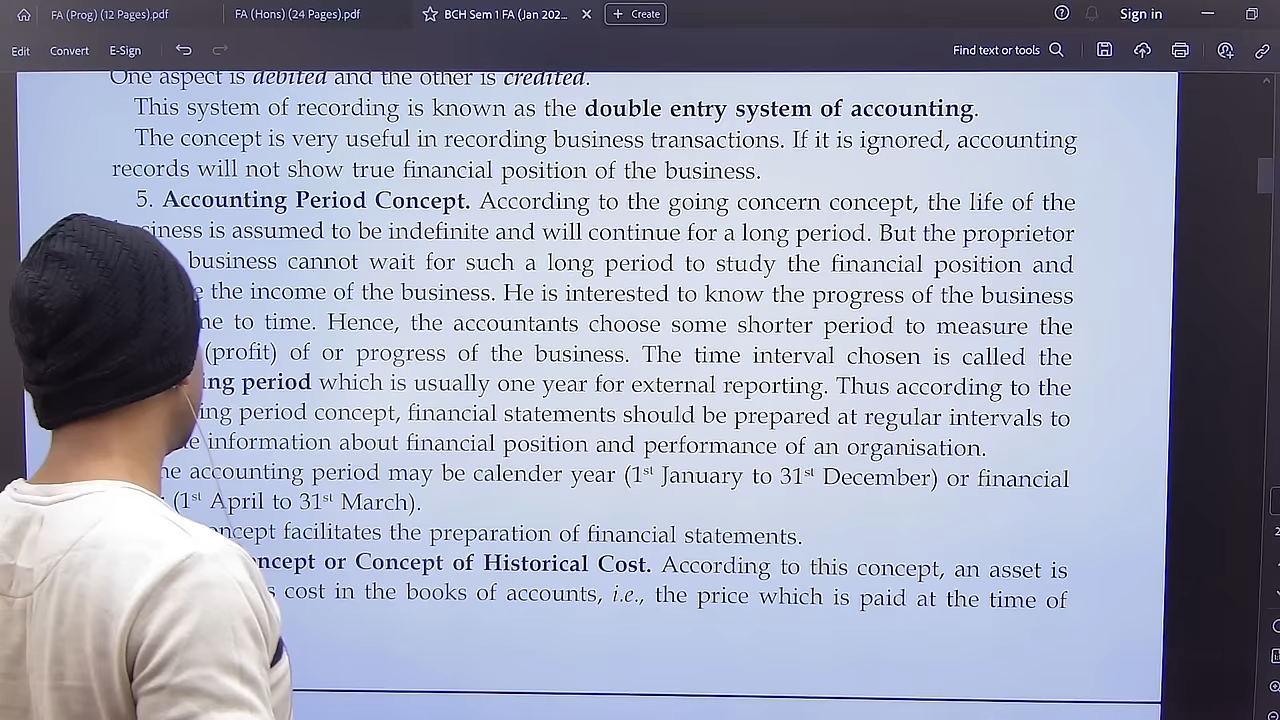 FA (Prog) (12 Pages).pdf
FA (Hons) (24 Pages).pdf
BCH Sem 1 FA (Jan 202...
+ Create
Sign in
Edit
Convert
E-Sign
Find text or tools
One aspect is debited and the other is credited.
This system of recording is known as the double entry system of accounting.
The concept is very useful in recording business transactions. If it is ignored, accounting
records will not show true financial position of the business.
5. Accounting Period Concept. According to the going concern concept, the life of the
siness is assumed to be indefinite and will continue for a long period. But the proprietor
business cannot wait for such a long period to study the financial position and
e the income of the business. He is interested to know the progress of the business
ne to time. Hence, the accountants choose some shorter period to measure the
(profit) of or progress of the business. The time interval chosen is called the
ing period which is usually one year for external reporting. Thus according to the
ing period concept, financial statements should be prepared at regular intervals to
e information about financial position and performance of an organisation.
ne accounting period may be calender year (1st January to 31st December) or financial
(1st April to 31st March).
oncept facilitates the preparation of financial statements.
ncept or Concept of Historical Cost. According to this concept, an asset is
s cost in the books of accounts, i.e., the price which is paid at the time of